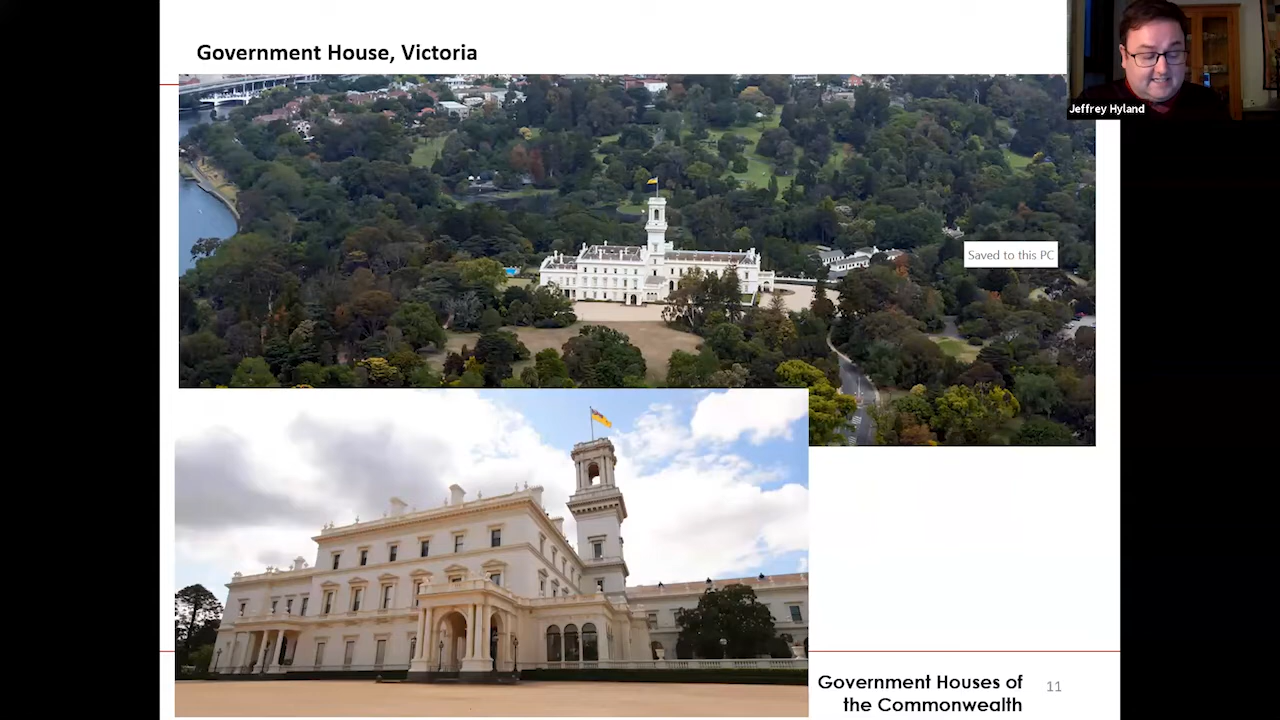 Government House, Victoria
Jeffrey Hyland
Saved to this PC
Government Houses of
the Commonwealth
11